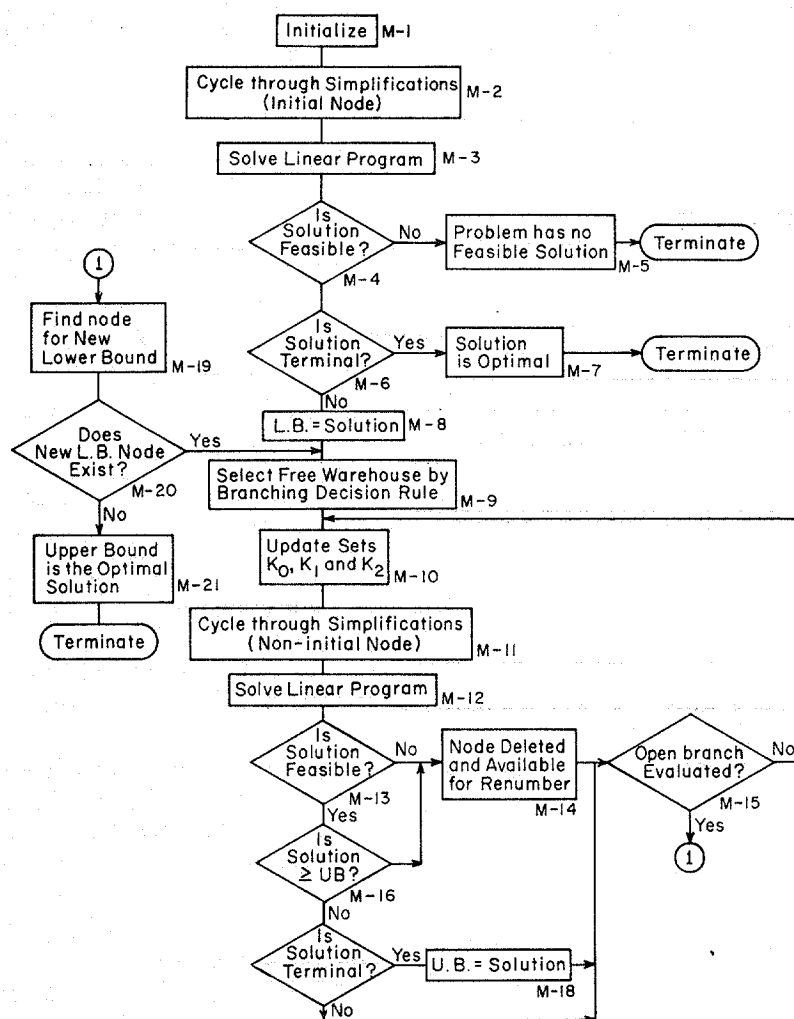 Initialize
M-1
Cycle through Simplifications
(Initial Node)
M-2
Solve Linear Program
M-3
Is
Solution
Feasible?
M-4
No
Problem has no
Feasible Solution
M-5
Terminate
Is
Solution
Terminal?
M-6
Yes
Solution
is Optimal
M-7
Terminate
No
L.B. = Solution
M-8
1
Find node
for New
Lower Bound
M-19
Does
New L.B. Node
Exist?
M-20
Yes
No
Upper Bound
is the Optimal
Solution
M-21
Terminate
Select Free Warehouse by
Branching Decision Rule
M-9
Update Sets
K0, K1 and K2
M-10
Cycle through Simplifications
(Non-initial Node)
M-11
Solve Linear Program
M-12
Is
Solution
Feasible?
M-13
No
Yes
Node Deleted
and Available
for Renumber
M-14
Open branch
Evaluated?
M-15
No
Yes
1
Is
Solution
≥ UB?
M-16
No
Is
Solution
Terminal?
Yes
U.B. = Solution
M-18
No